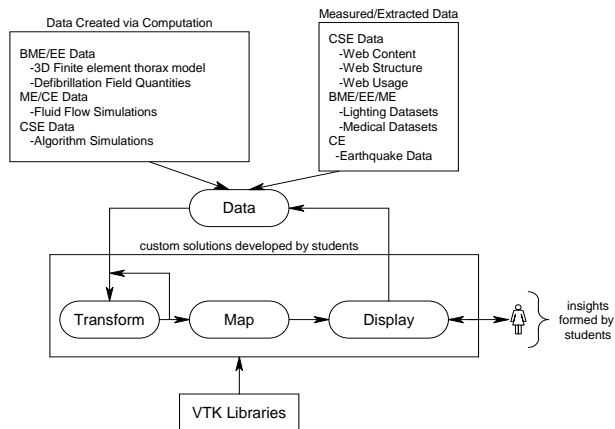 Data Created via Computation
BME/EE Data
-3D Finite element thorax model
-Defibrillation Field Quantities
ME/CE Data
-Fluid Flow Simulations
CSE Data
-Algorithm Simulations
Measured/Extracted Data
CSE Data
-Web Content
-Web Structure
-Web Usage
BME/EE/ME
-Lighting Datasets
-Medical Datasets
CE
-Earthquake Data
Data
custom solutions developed by students
Transform
Map
Display
insights
formed by
students
VTK Libraries